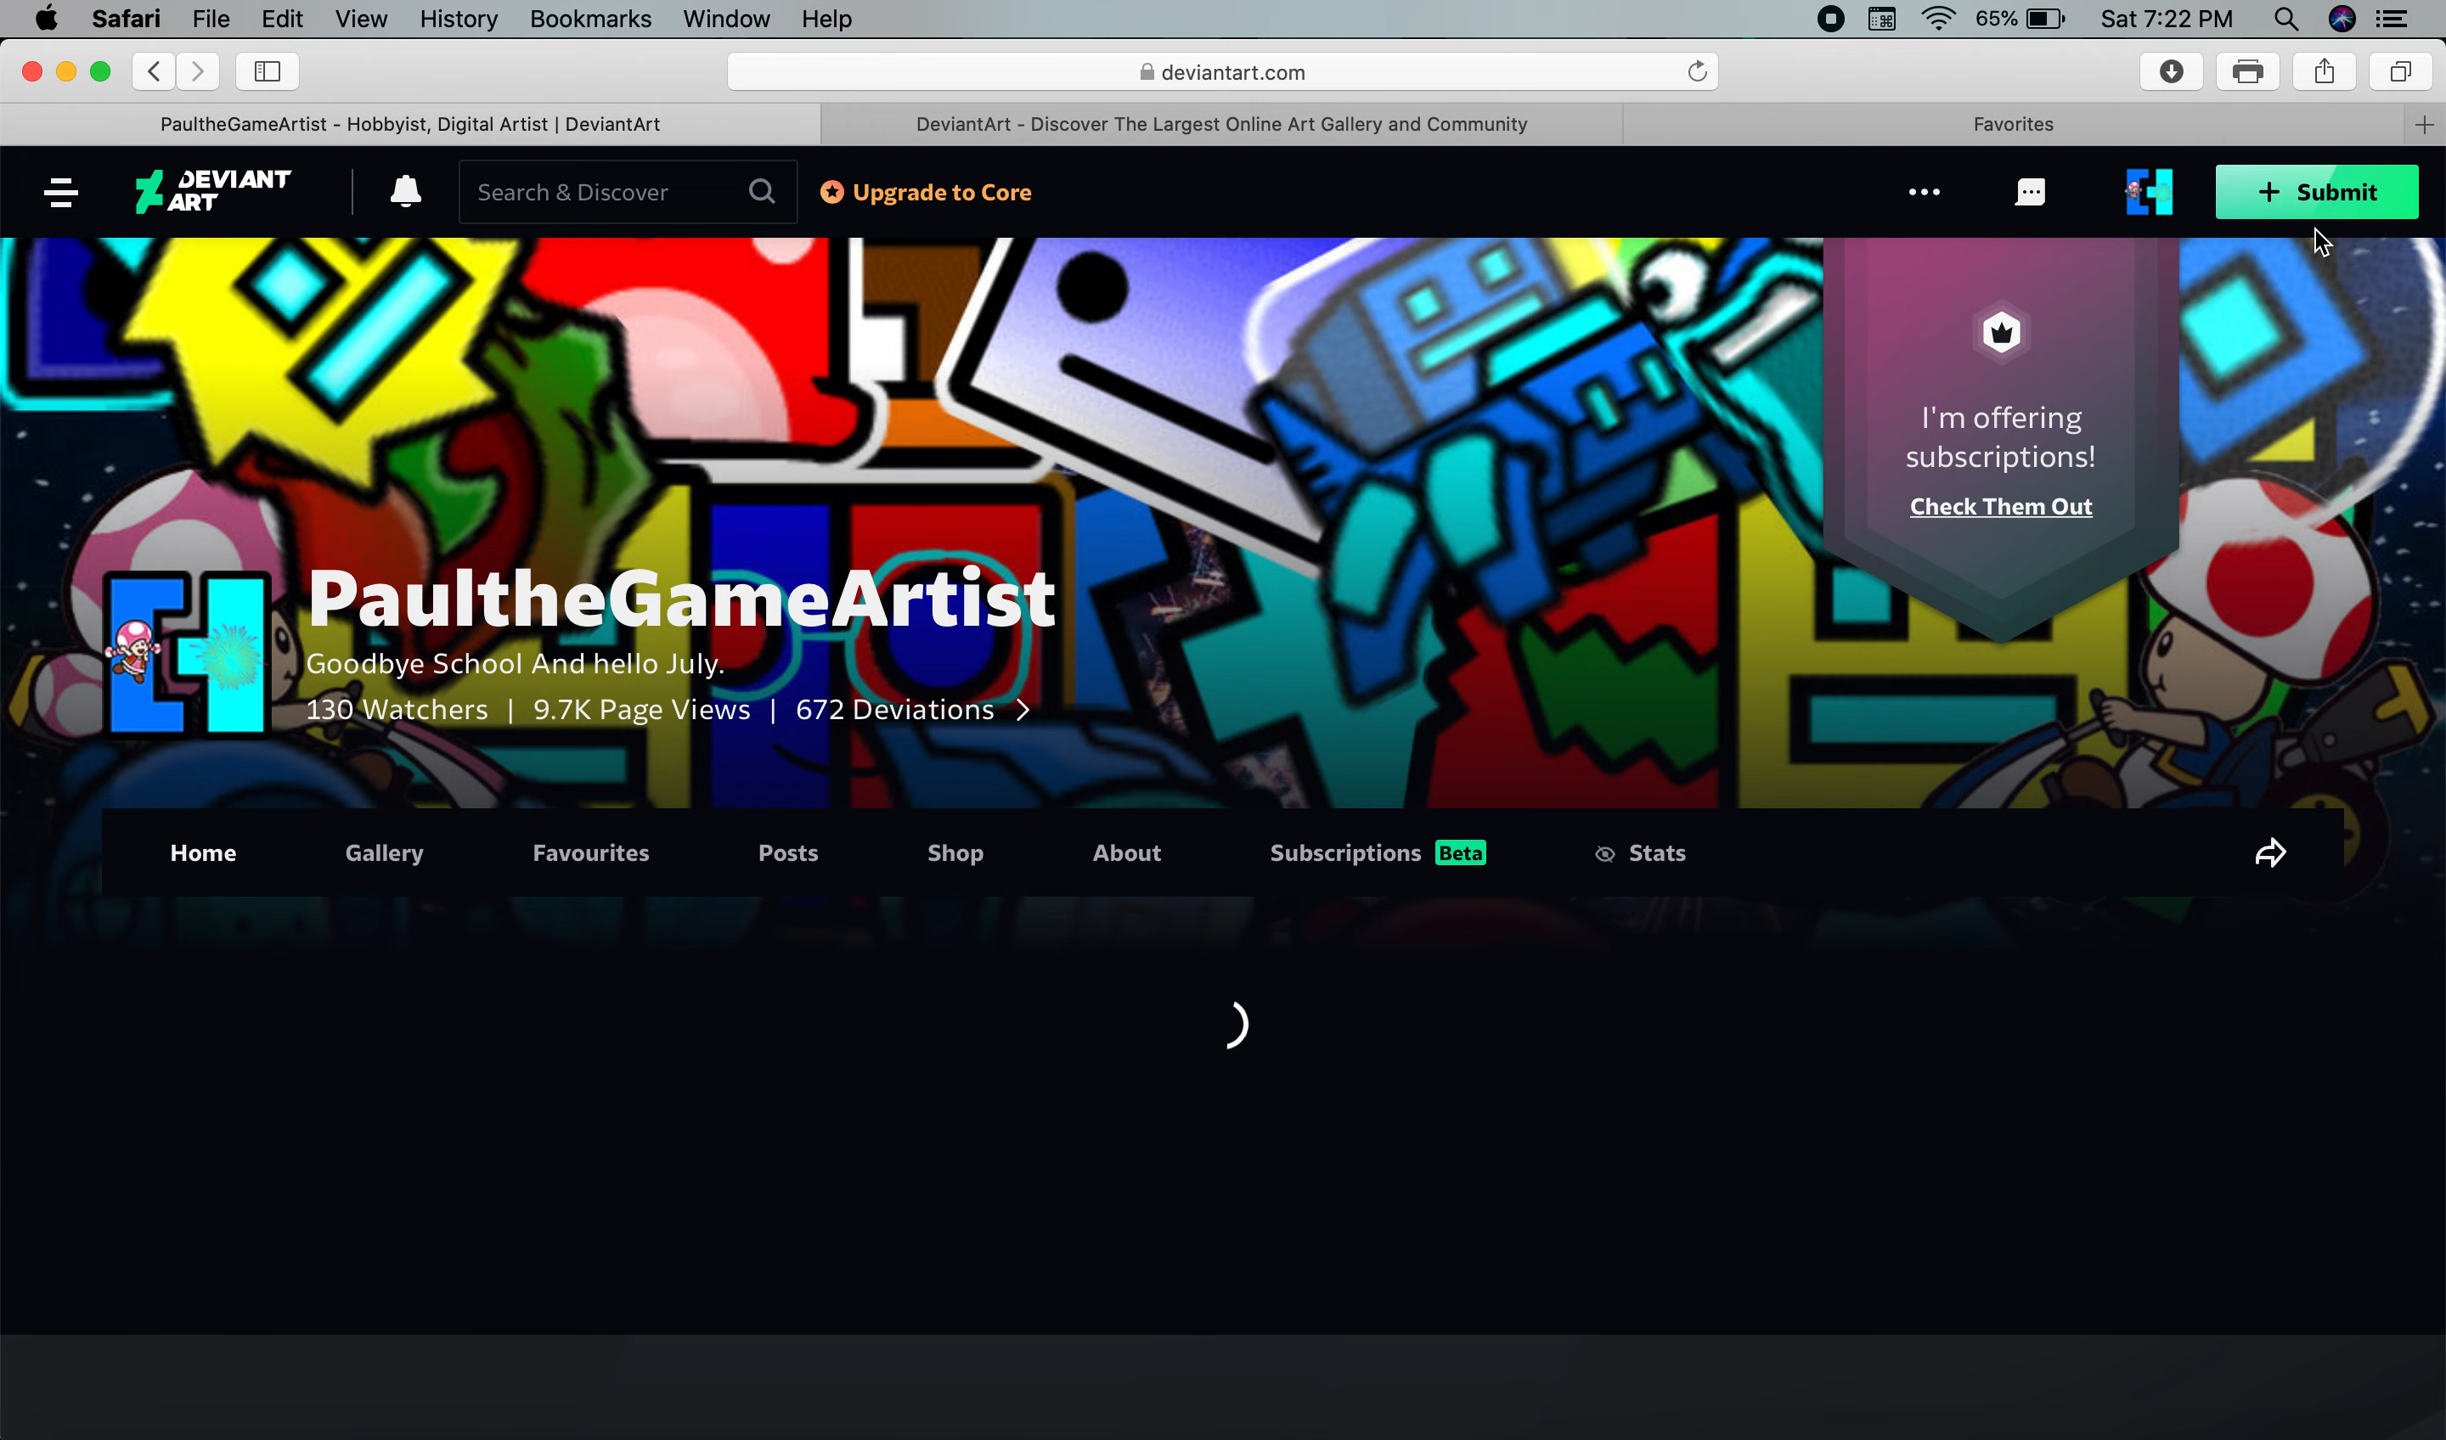 Safari File Edit View History Bookmarks Window Help 65% Sat 7:22 PM
deviantart.com
PaultheGameArtist - Hobbyist, Digital Artist | DeviantArt DeviantArt - Discover The Largest Online Art Gallery and Community Favorites
DEVIANT
ART
Search & Discover Upgrade to Core + Submit
I'm offering
subscriptions!
Check Them Out
PaultheGameArtist
Goodbye School And hello July.
130 Watchers | 9.7K Page Views | 672 Deviations
Home Gallery Favourites Posts Shop About Subscriptions Beta Stats